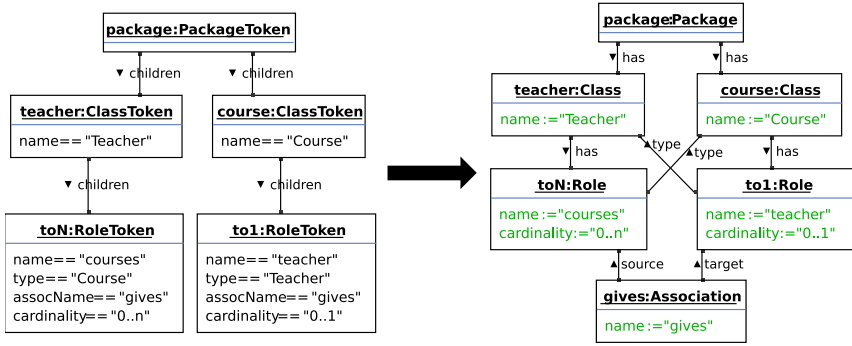 package:PackageToken
▼ children
▼ children
teacher:ClassToken
name== "Teacher"
course:ClassToken
name== "Course"
▼ children
▼ children
toN:RoleToken
name== "courses"
type== "Course"
assocName== "gives"
cardinality== "0..n"
to1:RoleToken
name== "teacher"
type== "Teacher"
assocName== "gives"
cardinality== "0..1"
package:Package
▼ has
▼ has
teacher:Class
name:="Teacher"
course:Class
name:="Course"
▼ has
▲type
▲type
▼ has
toN:Role
name:="courses"
cardinality:="0..n"
to1:Role
name:="teacher"
cardinality:="0..1"
▲source
▲target
gives:Association
name:="gives"